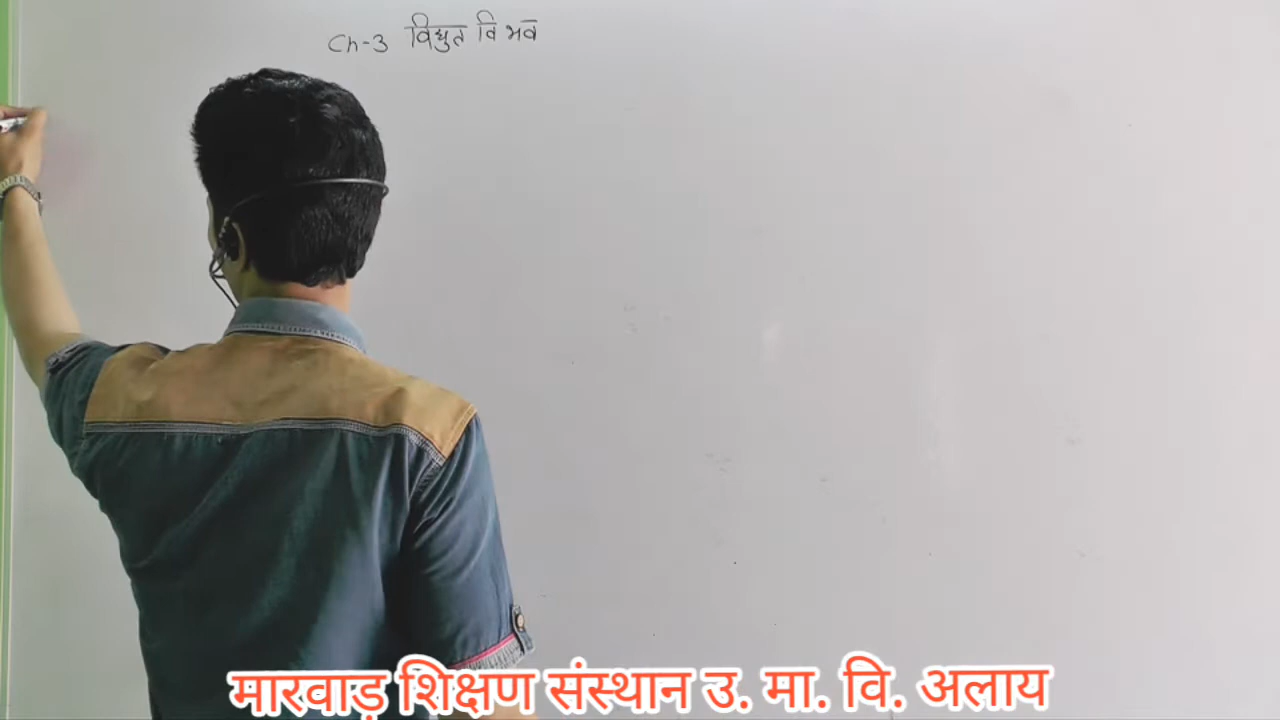 Ch-3 विधुत वि भव
मारवाड़ शिक्षण संस्थान उ. मा. वि. अलाय